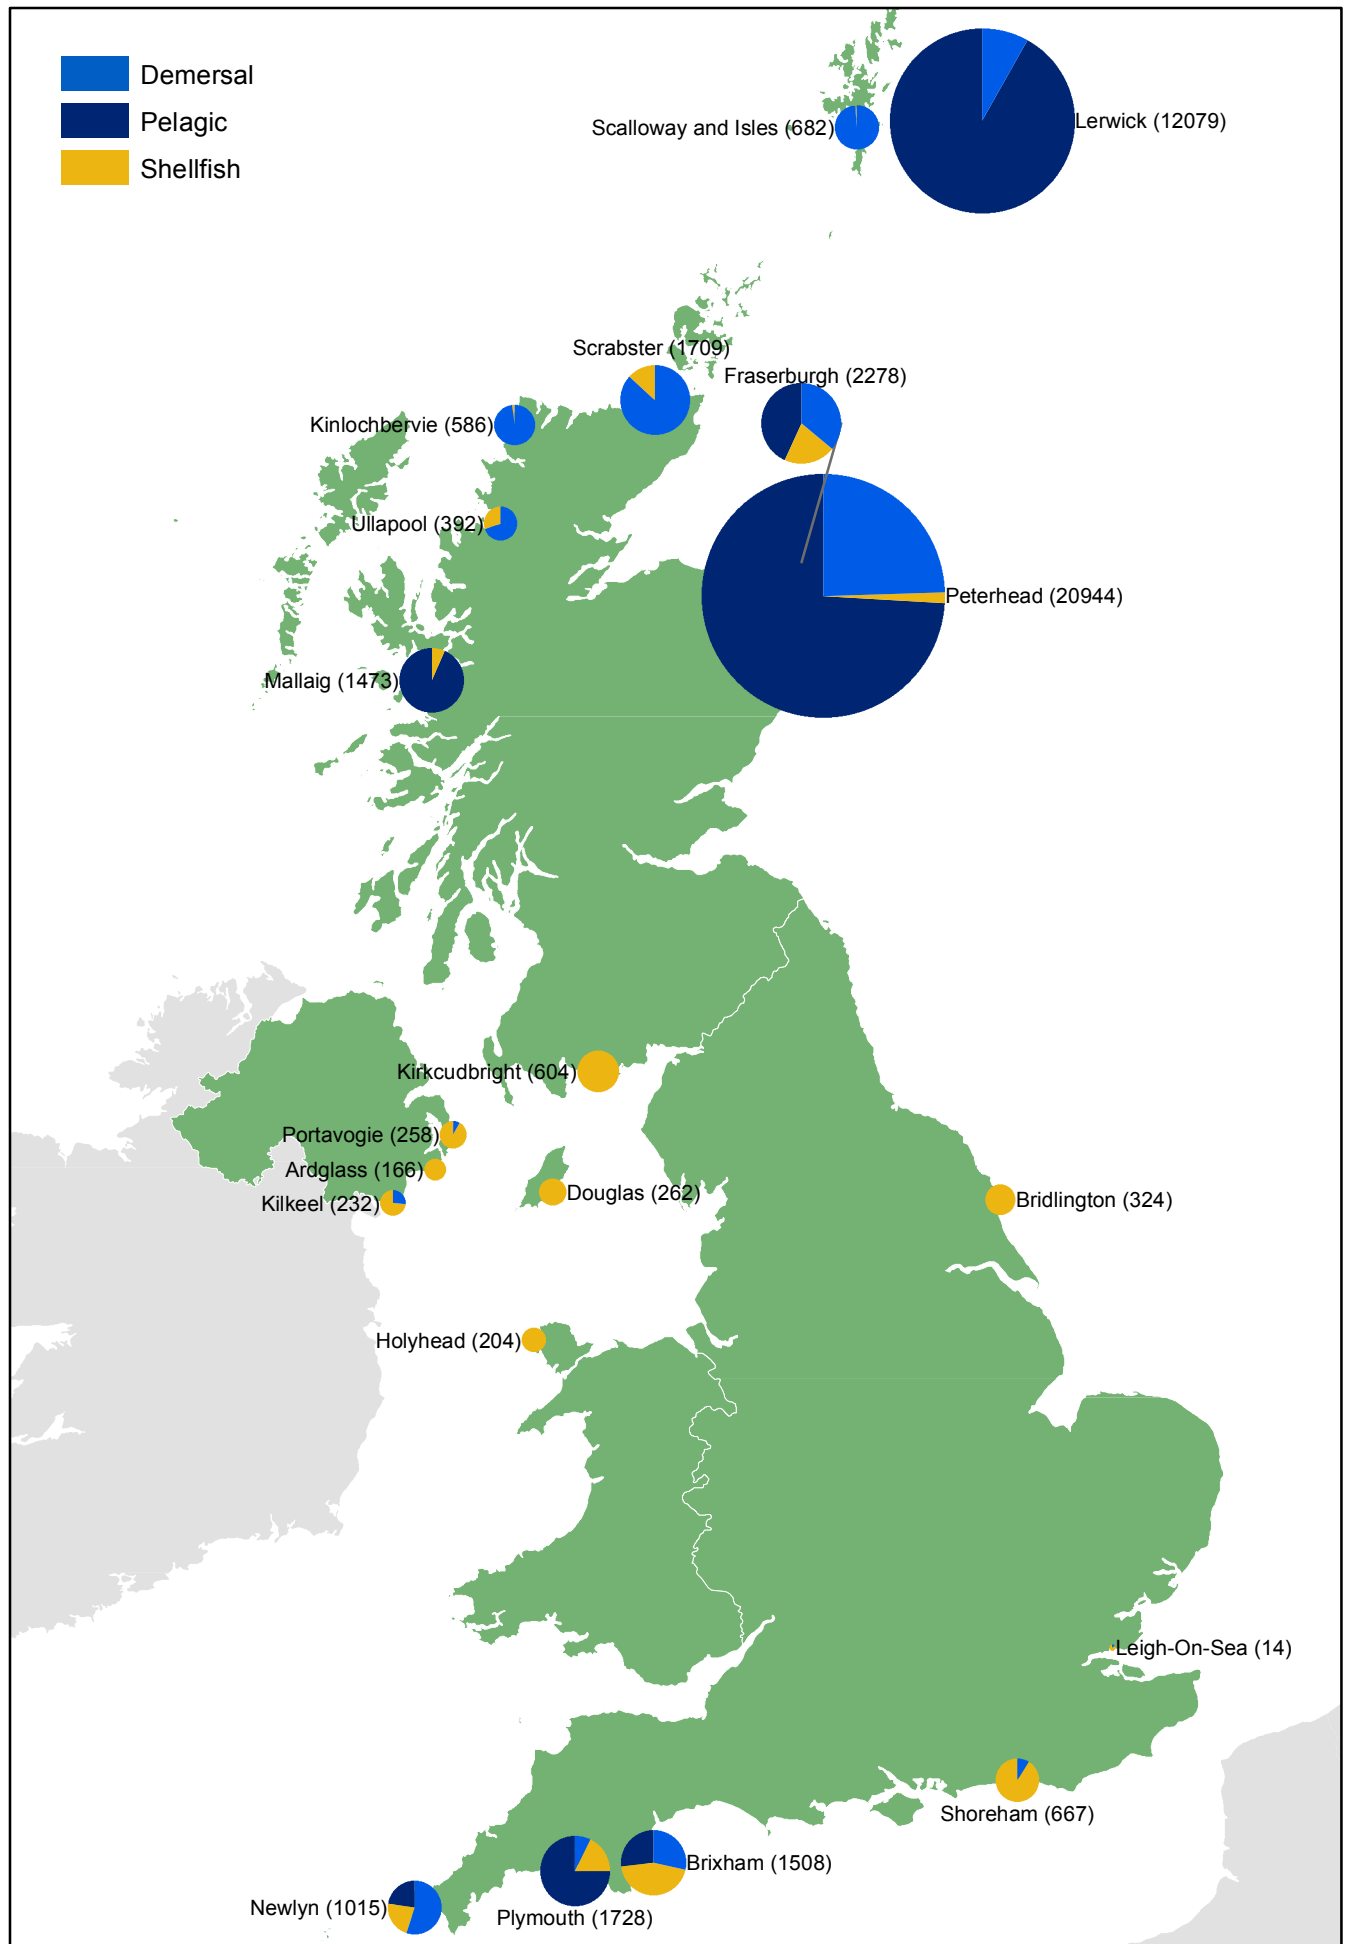 Demersal
Pelagic
Shellfish
Lerwick (12079)
Scalloway and Isles (682)
Scrabster (1709)
Fraserburgh (2278)
Kinlochbervie (586)
Ullapool (392)
Peterhead (20944)
Mallaig (1473)
Kirkcudbright (604)
Portavogie (258)
Ardglass (166)
Douglas (262)
Bridlington (324)
Kilkeel (232)
Holyhead (204)
Leigh-On-Sea (14)
Shoreham (667)
Brixham (1508)
Newlyn (1015)
Plymouth (1728)